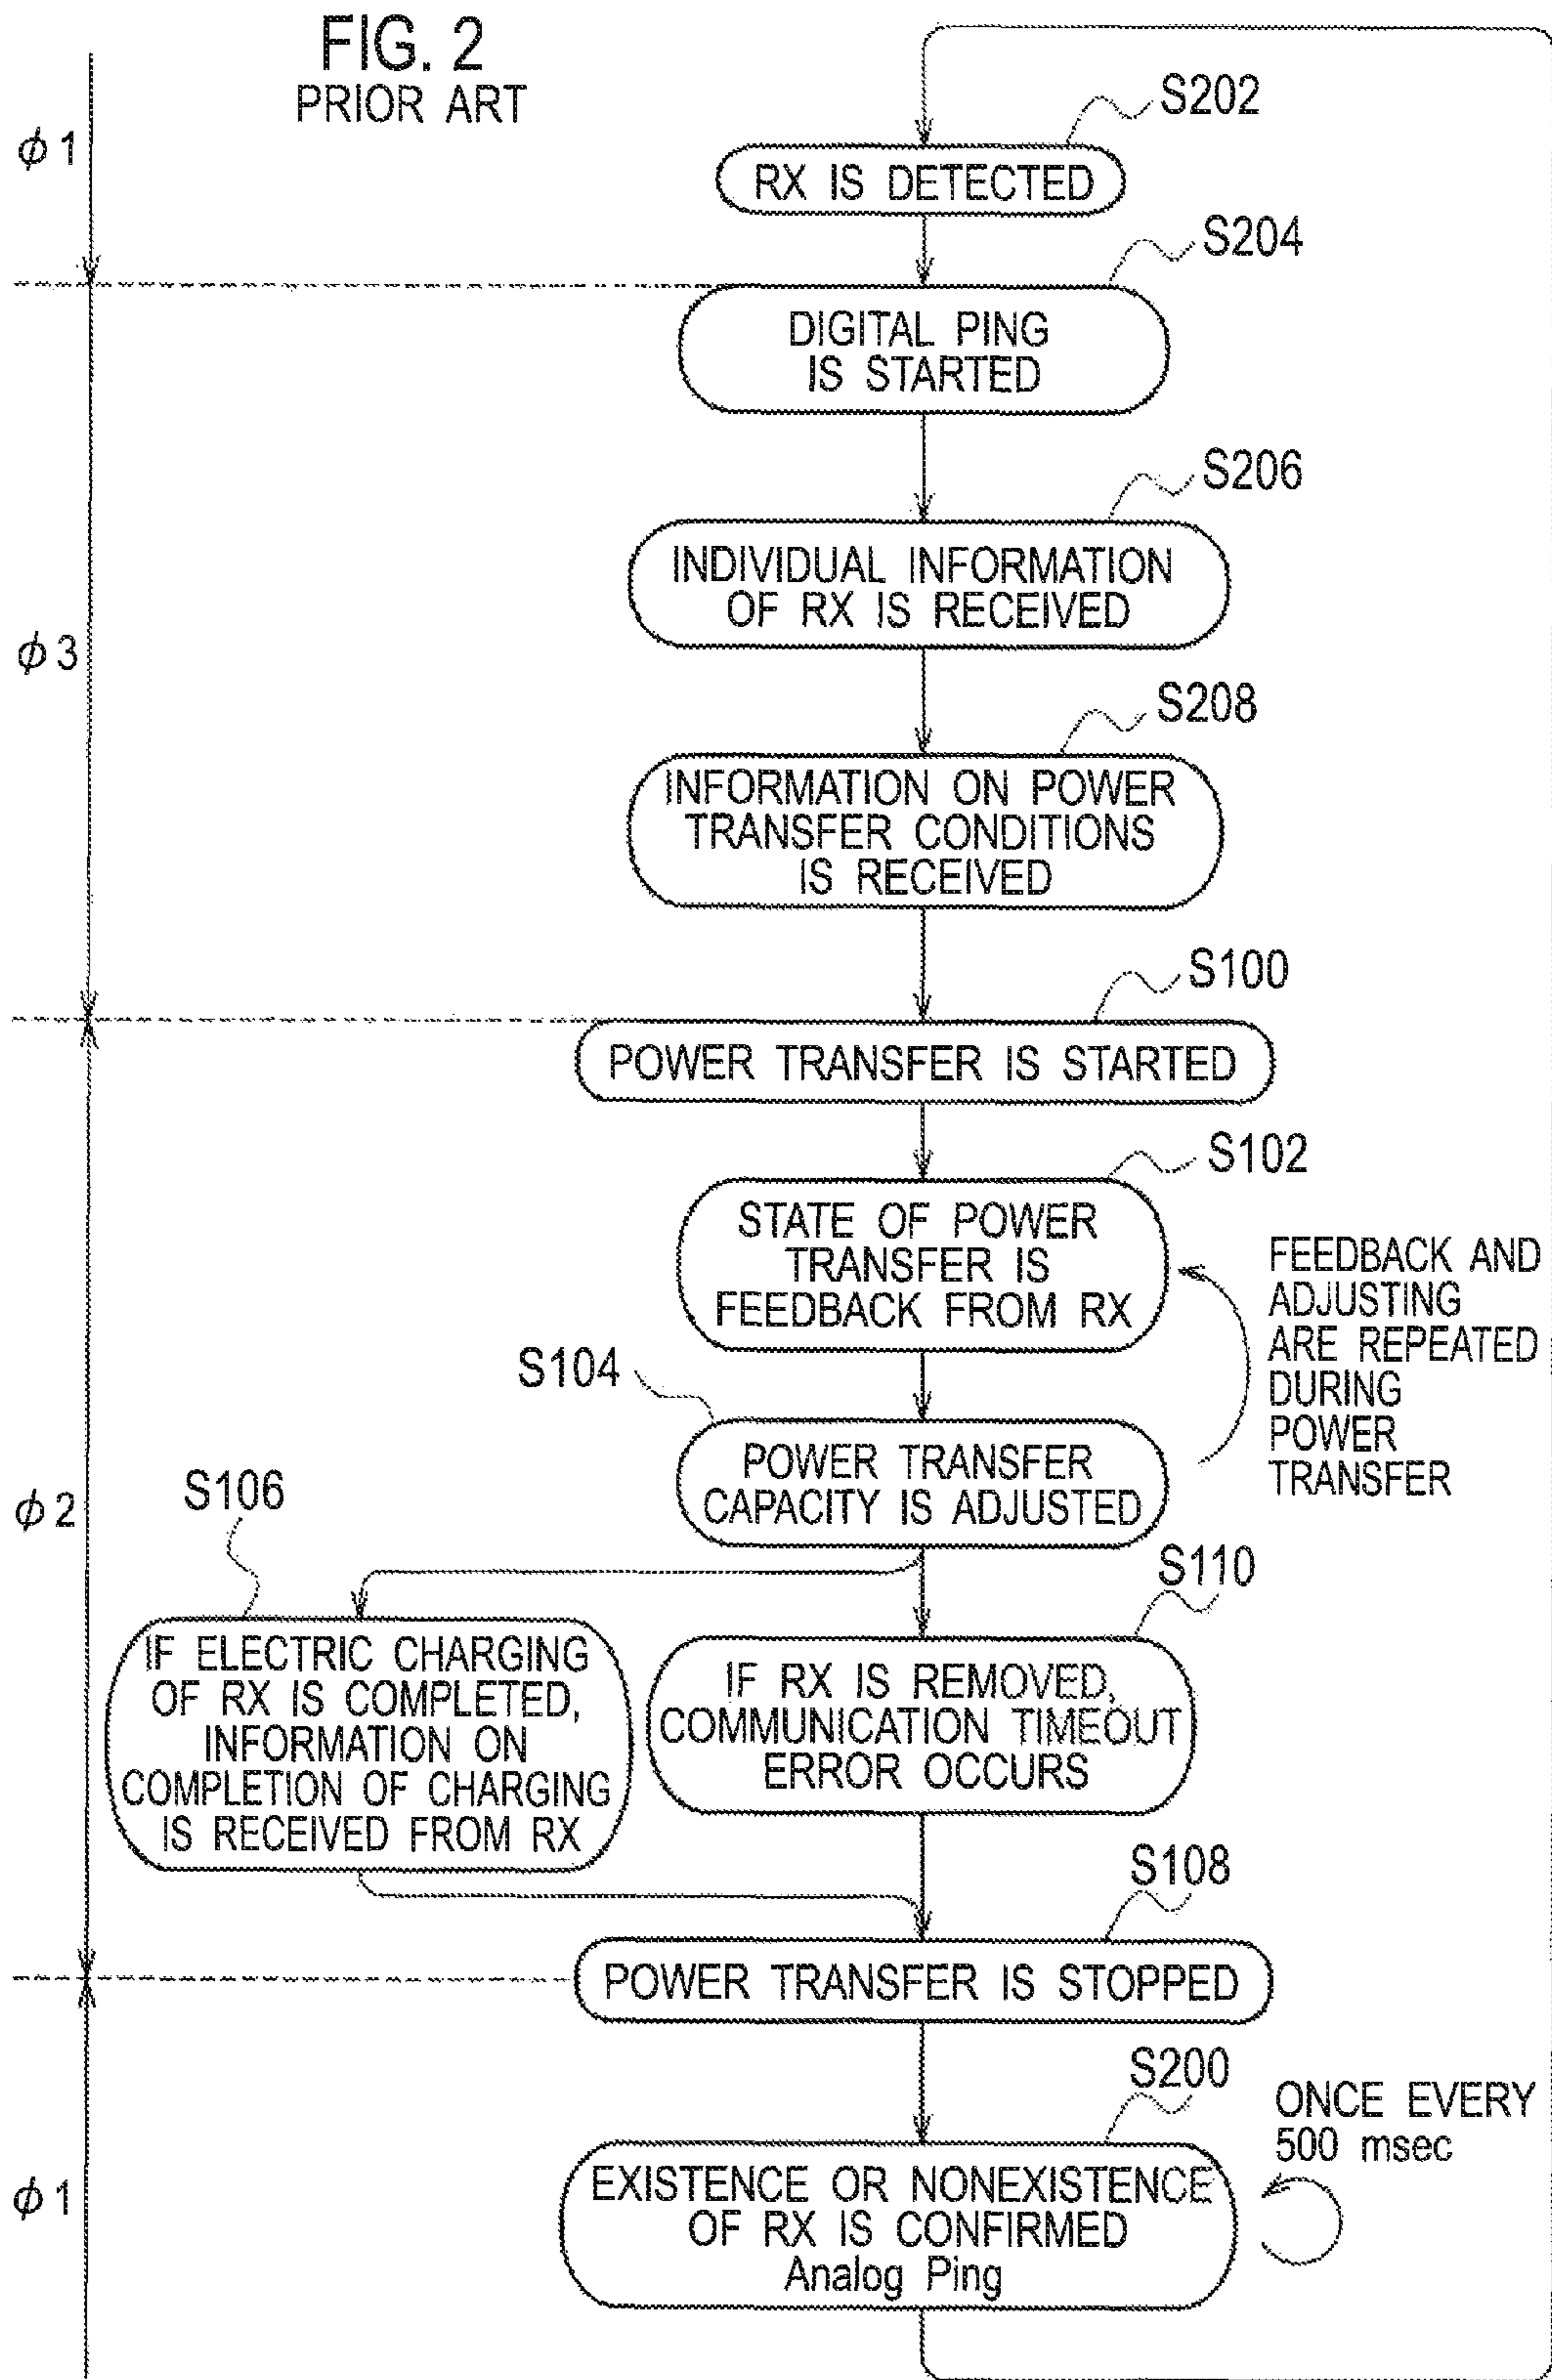 FIG. 2
PRIOR ART
φ1
S202
RX IS DETECTED
S204
DIGITAL PING
IS STARTED
S206
INDIVIDUAL INFORMATION
OF RX IS RECEIVED
φ3
S208
INFORMATION ON POWER
TRANSFER CONDITIONS
IS RECEIVED
S100
POWER TRANSFER IS STARTED
S102
STATE OF POWER
TRANSFER IS
FEEDBACK FROM RX
FEEDBACK AND
ADJUSTING
ARE REPEATED
DURING
POWER
TRANSFER
S104
POWER TRANSFER
CAPACITY IS ADJUSTED
φ2
S106
IF ELECTRIC CHARGING
OF RX IS COMPLETED,
INFORMATION ON
COMPLETION OF CHARGING
IS RECEIVED FROM RX
S110
IF RX IS REMOVED,
COMMUNICATION TIMEOUT
ERROR OCCURS
S108
POWER TRANSFER IS STOPPED
S200
EXISTENCE OR NONEXISTENCE
OF RX IS CONFIRMED
Analog Ping
ONCE EVERY
500 msec
φ1